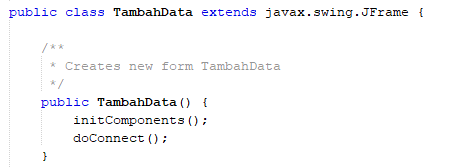 public class TambahData extends javax.swing.JFrame {
/**
* Creates new form TambahData
*/
public TambahData() {
initComponents();
doConnect();
}